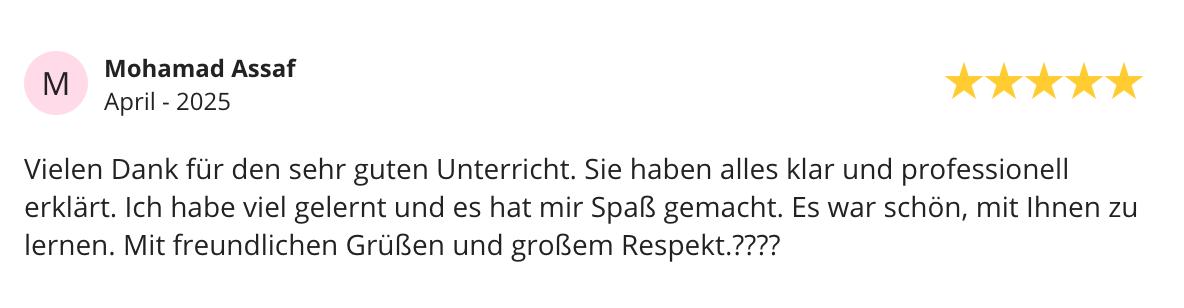 M
Mohamad Assaf
April - 2025
Vielen Dank für den sehr guten Unterricht. Sie haben alles klar und professionell
erklärt. Ich habe viel gelernt und es hat mir Spaß gemacht. Es war schön, mit Ihnen zu
lernen. Mit freundlichen Grüßen und großem Respekt.????